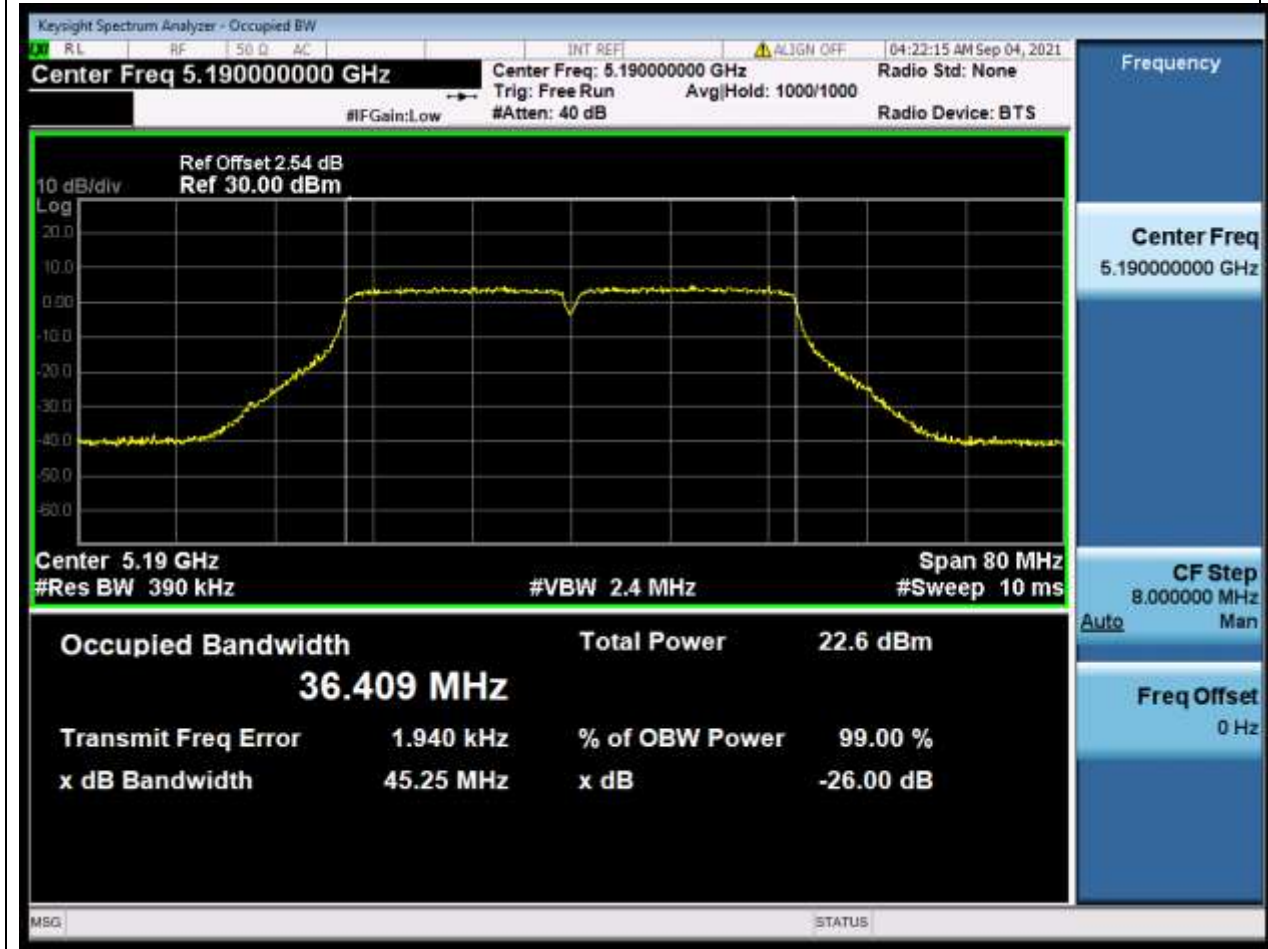 Keysight Spectrum Analyzer - Occupied BW
RL RF 50 Ω AC INT REF ALIGN OFF 04:22:15 AM Sep 04, 2021
Center Freq 5.190000000 GHz
Center Freq: 5.190000000 GHz Radio Std: None
Trig: Free Run Avg|Hold: 1000/1000
#IFGain:Low #Atten: 40 dB Radio Device: BTS
Ref Offset 2.54 dB
10 dB/div Ref 30.00 dBm
Log
20.0
10.0
0.00
-10.0
-20.0
-30.0
-40.0
-50.0
-60.0
Center 5.19 GHz Span 80 MHz
#Res BW 390 kHz #VBW 2.4 MHz #Sweep 10 ms
Occupied Bandwidth Total Power 22.6 dBm
36.409 MHz
Transmit Freq Error 1.940 kHz % of OBW Power 99.00 %
x dB Bandwidth 45.25 MHz x dB -26.00 dB
MSG STATUS
Frequency
Center Freq
5.190000000 GHz
CF Step
8.000000 MHz
Auto Man
Freq Offset
0 Hz